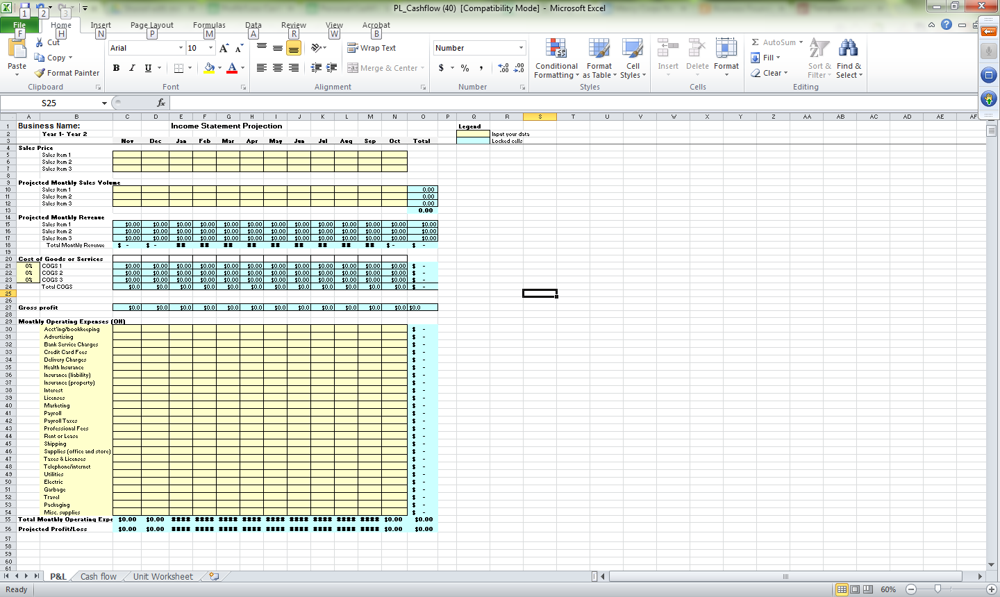 PL_Cashflow (40) [Compatibility Mode] - Microsoft Excel
1 2 3
File Home Insert Page Layout Formulas Data Review View Acrobat
F H N P M A R W B
Cut
Copy
Format Painter
Paste
Clipboard
Arial 10
B I U A
Font
Wrap Text
Merge & Center
Alignment
Number
$ % ,
Number
Conditional Formatting
Format as Table
Cell Styles
Styles
Insert Delete Format
Cells
Σ AutoSum
Fill
Clear
Sort & Filter
Find & Select
Editing
S25 fx
A B C D E F G H I J K L M N O P Q R S T U V W X Y Z AA AB AC AD AE AF
1 Business Name: Income Statement Projection Legend
2 Year 1- Year 2 Input your data
3 Nov Dec Jan Feb Mar Apr May Jun Jul Aug Sep Oct Total Locked cells
4 Sales Price
5 Sales Item 1
6 Sales Item 2
7 Sales Item 3
8
9 Projected Monthly Sales Volume
10 Sales Item 1 0.00
11 Sales Item 2 0.00
12 Sales Item 3 0.00
13 0.00
14 Projected Monthly Revenue
15 Sales Item 1 $0.00 $0.00 $0.00 $0.00 $0.00 $0.00 $0.00 $0.00 $0.00 $0.00 $0.00 $0.00 $0.00
16 Sales Item 2 $0.00 $0.00 $0.00 $0.00 $0.00 $0.00 $0.00 $0.00 $0.00 $0.00 $0.00 $0.00 $0.00
17 Sales Item 3 $0.00 $0.00 $0.00 $0.00 $0.00 $0.00 $0.00 $0.00 $0.00 $0.00 $0.00 $0.00 $0.00
18 Total Monthly Revenue $ - $ - ## ## ## ## ## ## ## ## ## $ - $ -
19
20 Cost of Goods or Services
21 0% COGS 1 $0.00 $0.00 $0.00 $0.00 $0.00 $0.00 $0.00 $0.00 $0.00 $0.00 $0.00 $0.00 $ -
22 0% COGS 2 $0.00 $0.00 $0.00 $0.00 $0.00 $0.00 $0.00 $0.00 $0.00 $0.00 $0.00 $0.00 $ -
23 0% COGS 3 $0.00 $0.00 $0.00 $0.00 $0.00 $0.00 $0.00 $0.00 $0.00 $0.00 $0.00 $0.00 $ -
24 Total COGS $0.0 $0.0 $0.0 $0.0 $0.0 $0.0 $0.0 $0.0 $0.0 $0.0 $0.0 $0.0 $ -
25
26
27 Gross profit $0.0 $0.0 $0.0 $0.0 $0.0 $0.0 $0.0 $0.0 $0.0 $0.0 $0.0 $0.0 $0.0
28
29 Monthly Operating Expenses (OH)
30 Acct'ing/bookkeeping $ -
31 Advertising $ -
32 Bank Service Charges $ -
33 Credit Card Fees $ -
34 Delivery Charges $ -
35 Health Insurance $ -
36 Insurance (liability) $ -
37 Insurance (property) $ -
38 Interest $ -
39 Licenses $ -
40 Marketing $ -
41 Payroll $ -
42 Payroll Taxes $ -
43 Professional Fees $ -
44 Rent or Lease $ -
45 Shipping $ -
46 Supplies (office and store) $ -
47 Taxes & Licenses $ -
48 Telephone/internet $ -
49 Utilities $ -
50 Electric $ -
51 Garbage $ -
52 Travel $ -
53 Packaging $ -
54 Misc. supplies $ -
55 Total Monthly Operating Expe $0.00 $0.00 #### #### #### #### #### #### #### #### #### $0.00 $0.00
56 Projected Profit/Loss $0.00 $0.00 #### #### #### #### #### #### #### #### #### $0.00 $0.00
57
58
59
60
61
P&L Cash flow Unit Worksheet
Ready 60%